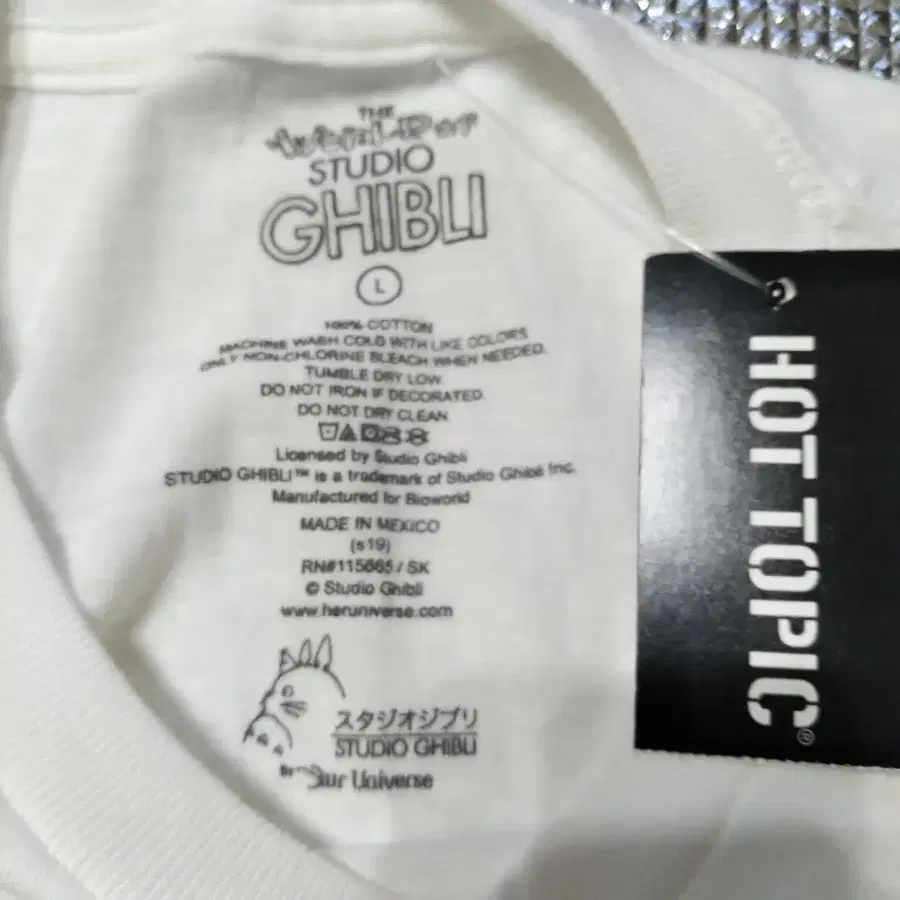 THE
WORLD OF
STUDIO
GHIBLI
L
100% COTTON
MACHINE WASH COLD WITH LIKE COLORS
ONLY NON-CHLORINE BLEACH WHEN NEEDED.
TUMBLE DRY LOW
DO NOT IRON IF DECORATED.
DO NOT DRY CLEAN
Licensed by Studio Ghibli
STUDIO GHIBLI™ is a trademark of Studio Ghibli Inc.
Manufactured for Bioworld
MADE IN MEXICO
(s19)
RN#115665 / SK
© Studio Ghibli
www.heruniverse.com
スタジオジブリ
STUDIO GHIBLI
Universe
HOT TOPIC®